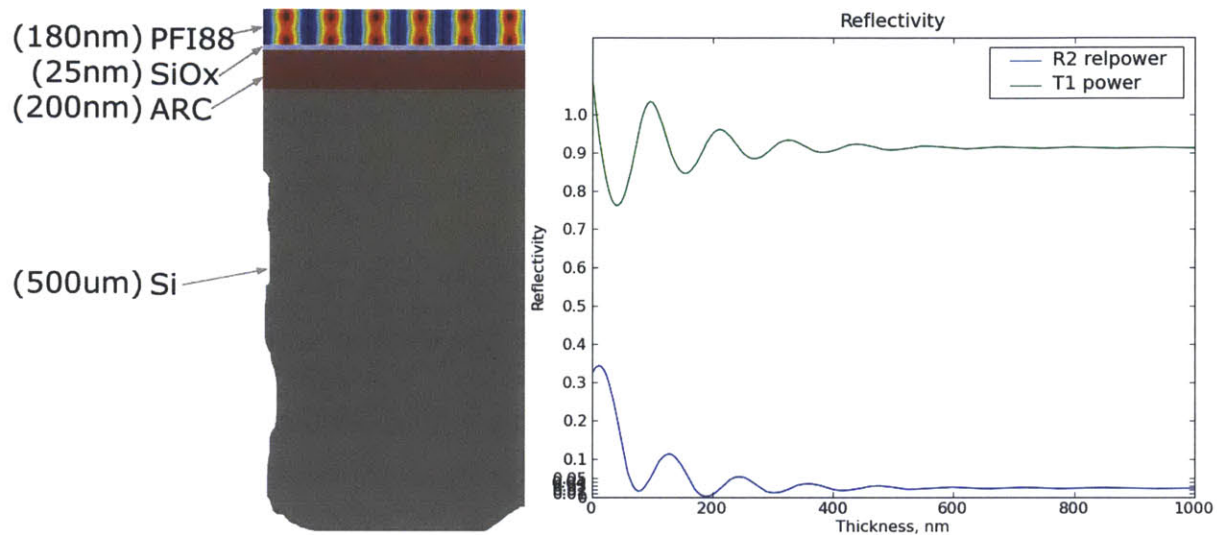 (180nm) PFI88
(25nm) SiOx
(200nm) ARC
(500um) Si
Reflectivity
R2 relpower
T1 power
Reflectivity
1.0
0.9
0.8
0.7
0.6
0.5
0.4
0.3
0.2
0.1
0.05
0
0 200 400 600 800 1000
Thickness, nm